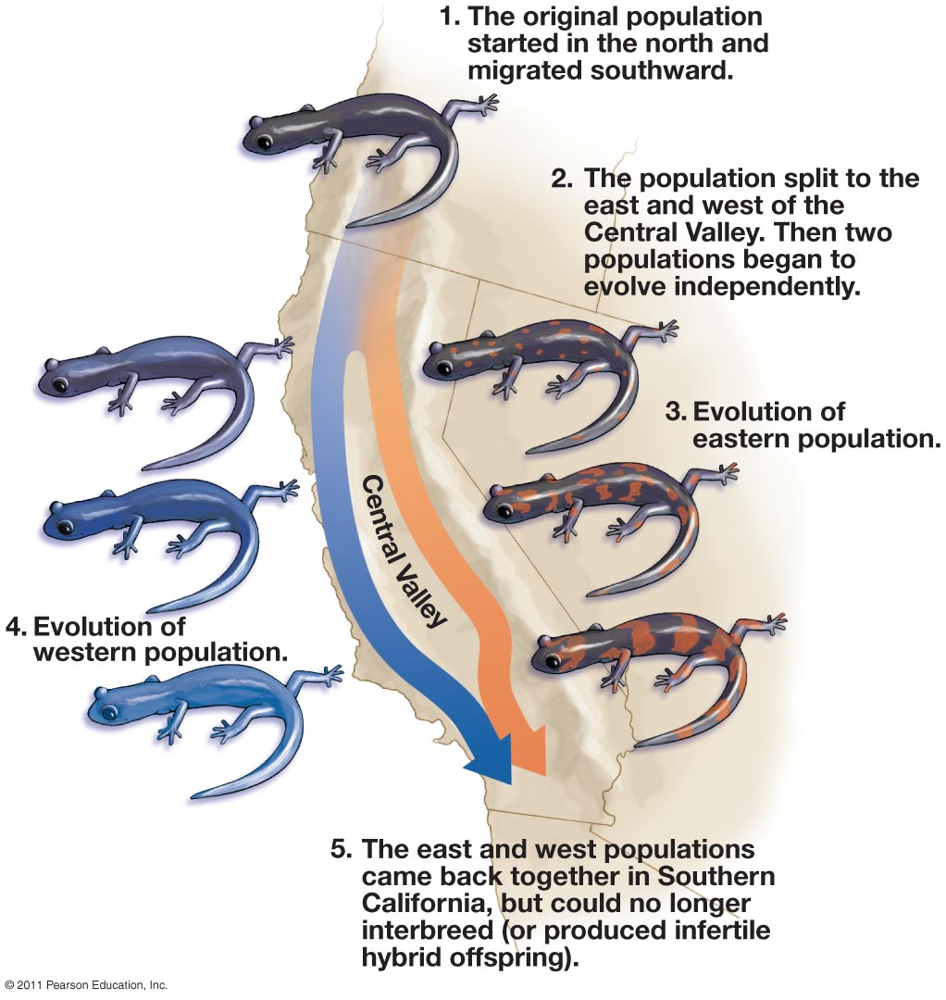 1. The original population
started in the north and
migrated southward.
2. The population split to the
east and west of the
Central Valley. Then two
populations began to
evolve independently.
3. Evolution of
eastern population.
Central Valley
4. Evolution of
western population.
5. The east and west populations
came back together in Southern
California, but could no longer
interbreed (or produced infertile
hybrid offspring).
© 2011 Pearson Education, Inc.